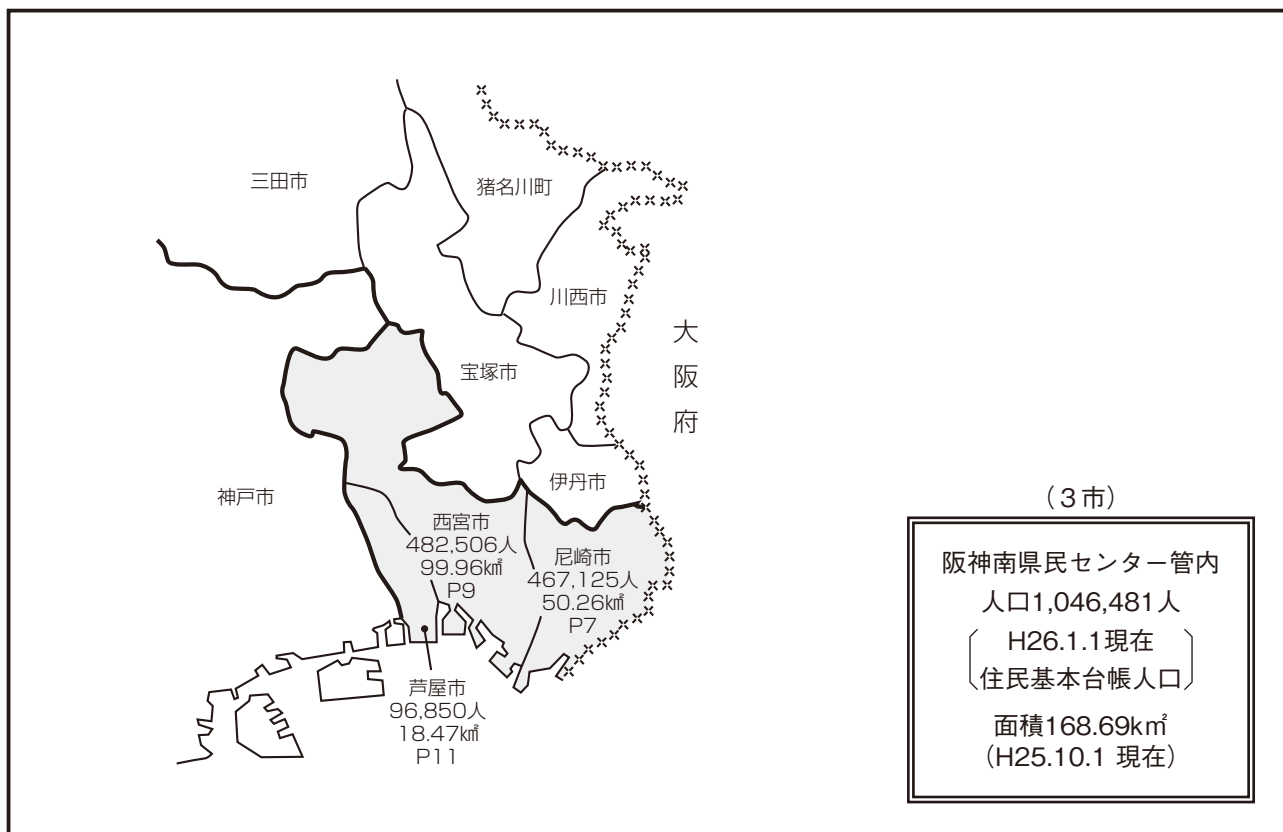 三田市
猪名川町
川西市
大阪府
宝塚市
伊丹市
神戸市
西宮市
482,506人
99.96㎢
P9
尼崎市
467,125人
50.26㎢
P7
芦屋市
96,850人
18.47㎢
P11
(3市)
阪神南県民センター管内
人口1,046,481人
H26.1.1現在
住民基本台帳人口
面積168.69k㎡
(H25.10.1 現在)